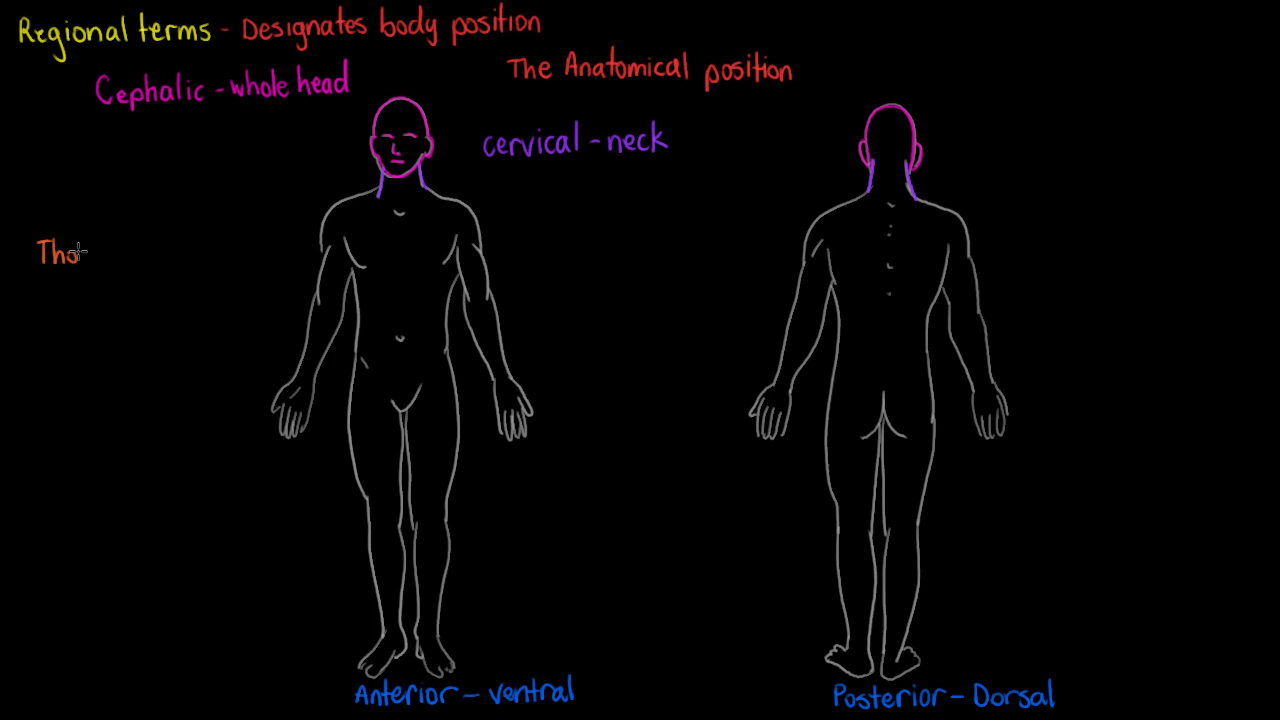 Regional terms - Designates body position
The Anatomical position
Cephalic - whole head
cervical - neck
Tho
Anterior - ventral
Posterior - Dorsal